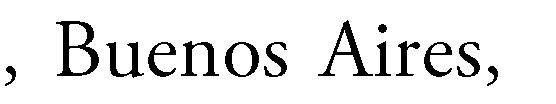 , Buenos Aires,